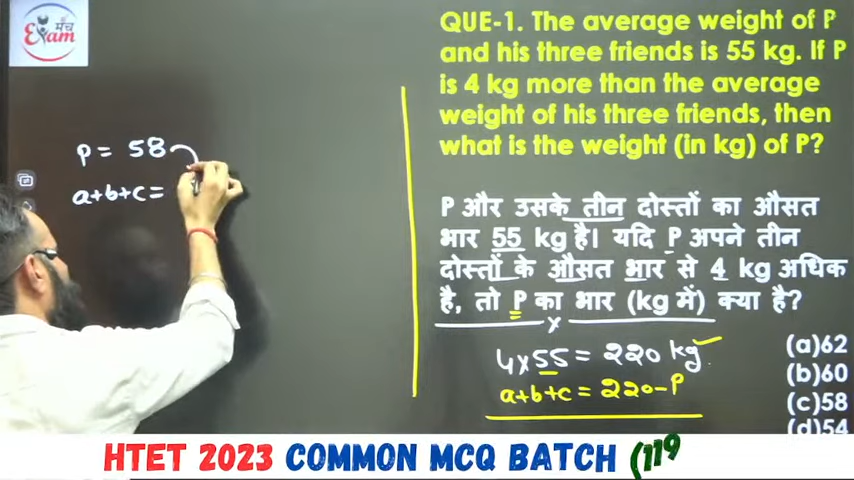 मंच
Exam
P = 58
a+b+c =
QUE-1. The average weight of P
and his three friends is 55 kg. If P
is 4 kg more than the average
weight of his three friends, then
what is the weight (in kg) of P?
P और उसके तीन दोस्तों का औसत
भार 55 kg है। यदि P अपने तीन
दोस्तों के औसत भार से 4 kg अधिक
है, तो P का भार (kg में) क्या है?
4x55 = 220 kg
a+b+c = 220-P
(a)62
(b)60
(c)58
(d)54
HTET 2023 COMMON MCQ BATCH (119